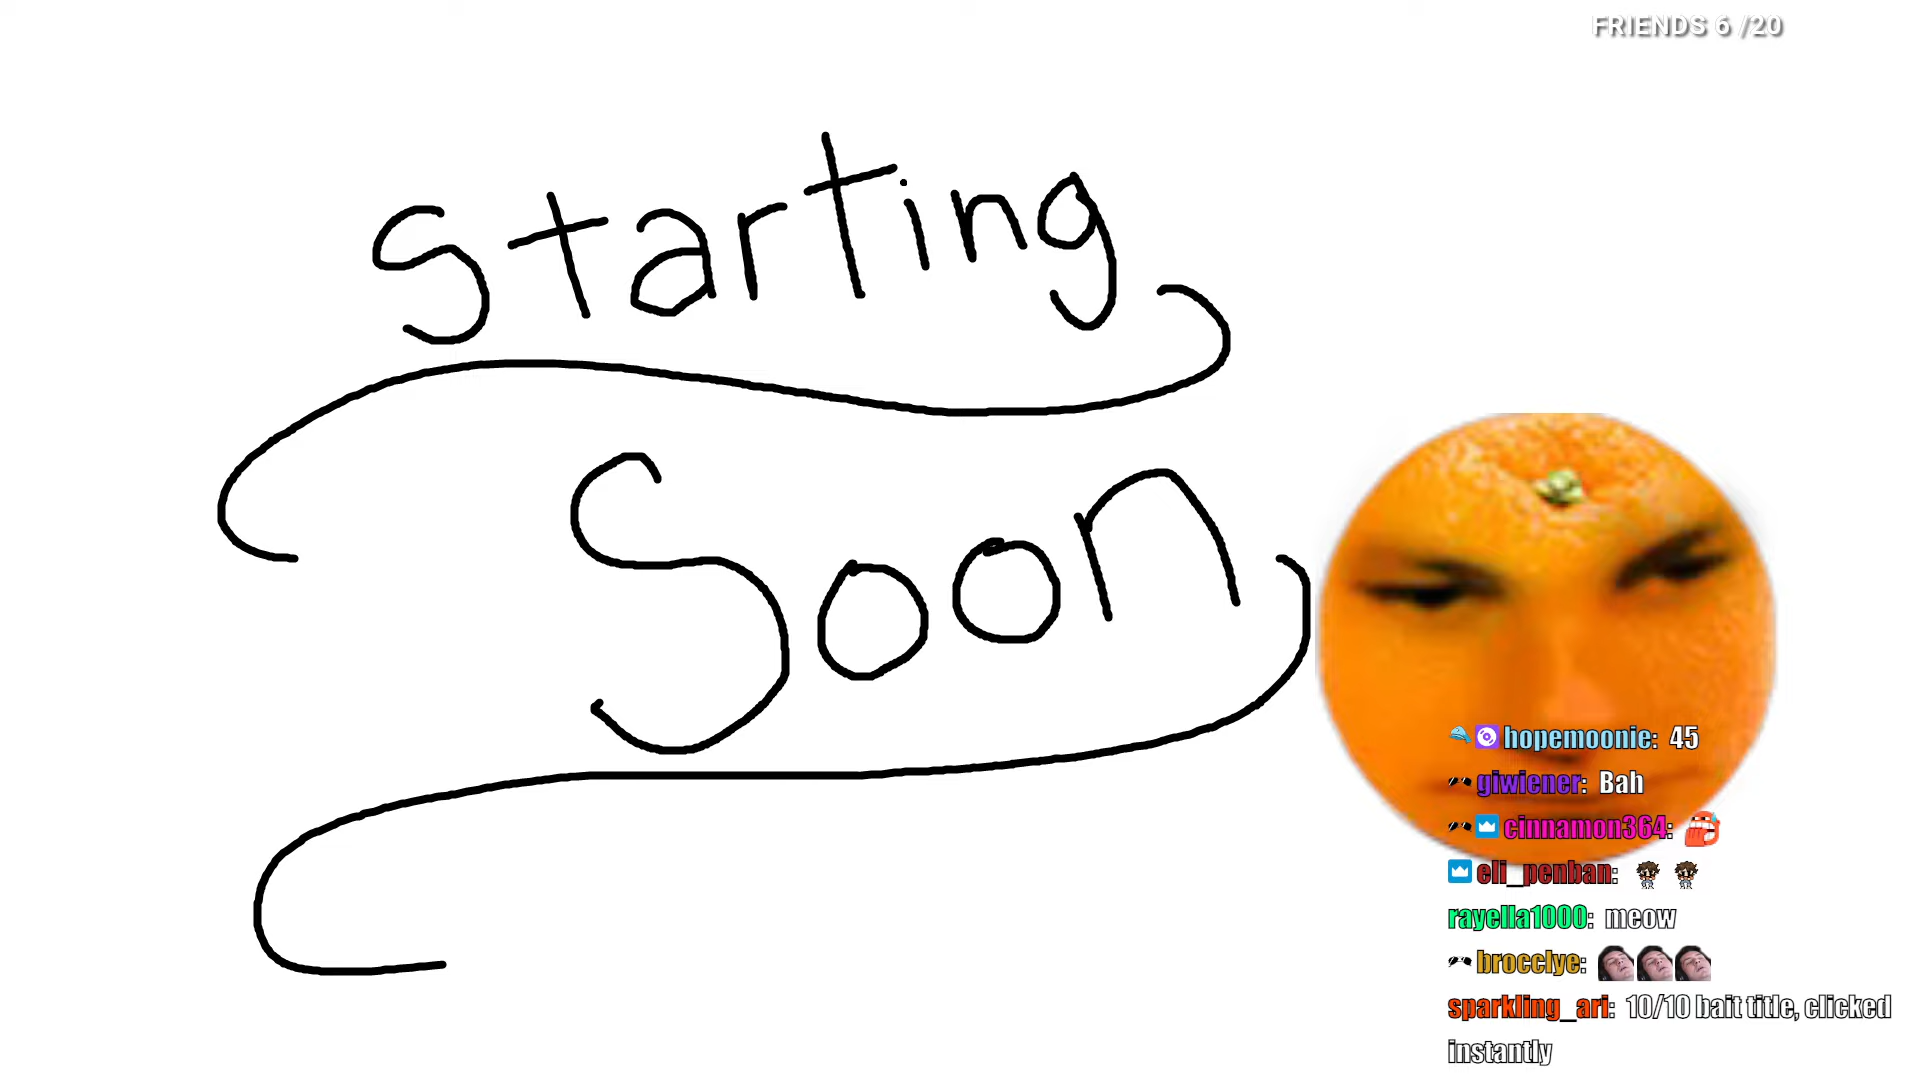 FRIENDS 6 /20
Starting
Soon
hopemoonie: 45
giwiener: Bah
cinnamon364:
eli_penban:
rayella1000: meow
brocclye:
sparkling_ari: 10/10 bait title, clicked
instantly